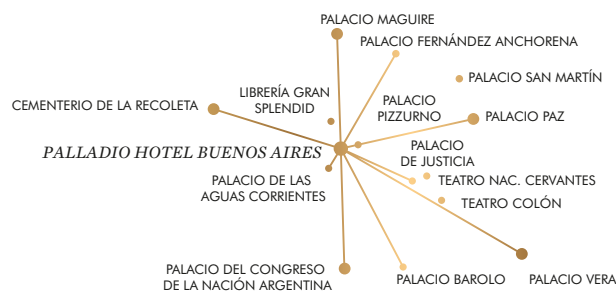 PALACIO MAGUIRE
PALACIO FERNÁNDEZ ANCHORENA
PALACIO SAN MARTÍN
LIBRERÍA GRAN
SPLENDID
CEMENTERIO DE LA RECOLETA
PALACIO
PIZZURNO
PALACIO PAZ
PALLADIO HOTEL BUENOS AIRES
PALACIO
DE JUSTICIA
PALACIO DE LAS
AGUAS CORRIENTES
TEATRO NAC. CERVANTES
TEATRO COLÓN
PALACIO DEL CONGRESO
DE LA NACIÓN ARGENTINA
PALACIO BAROLO
PALACIO VERA